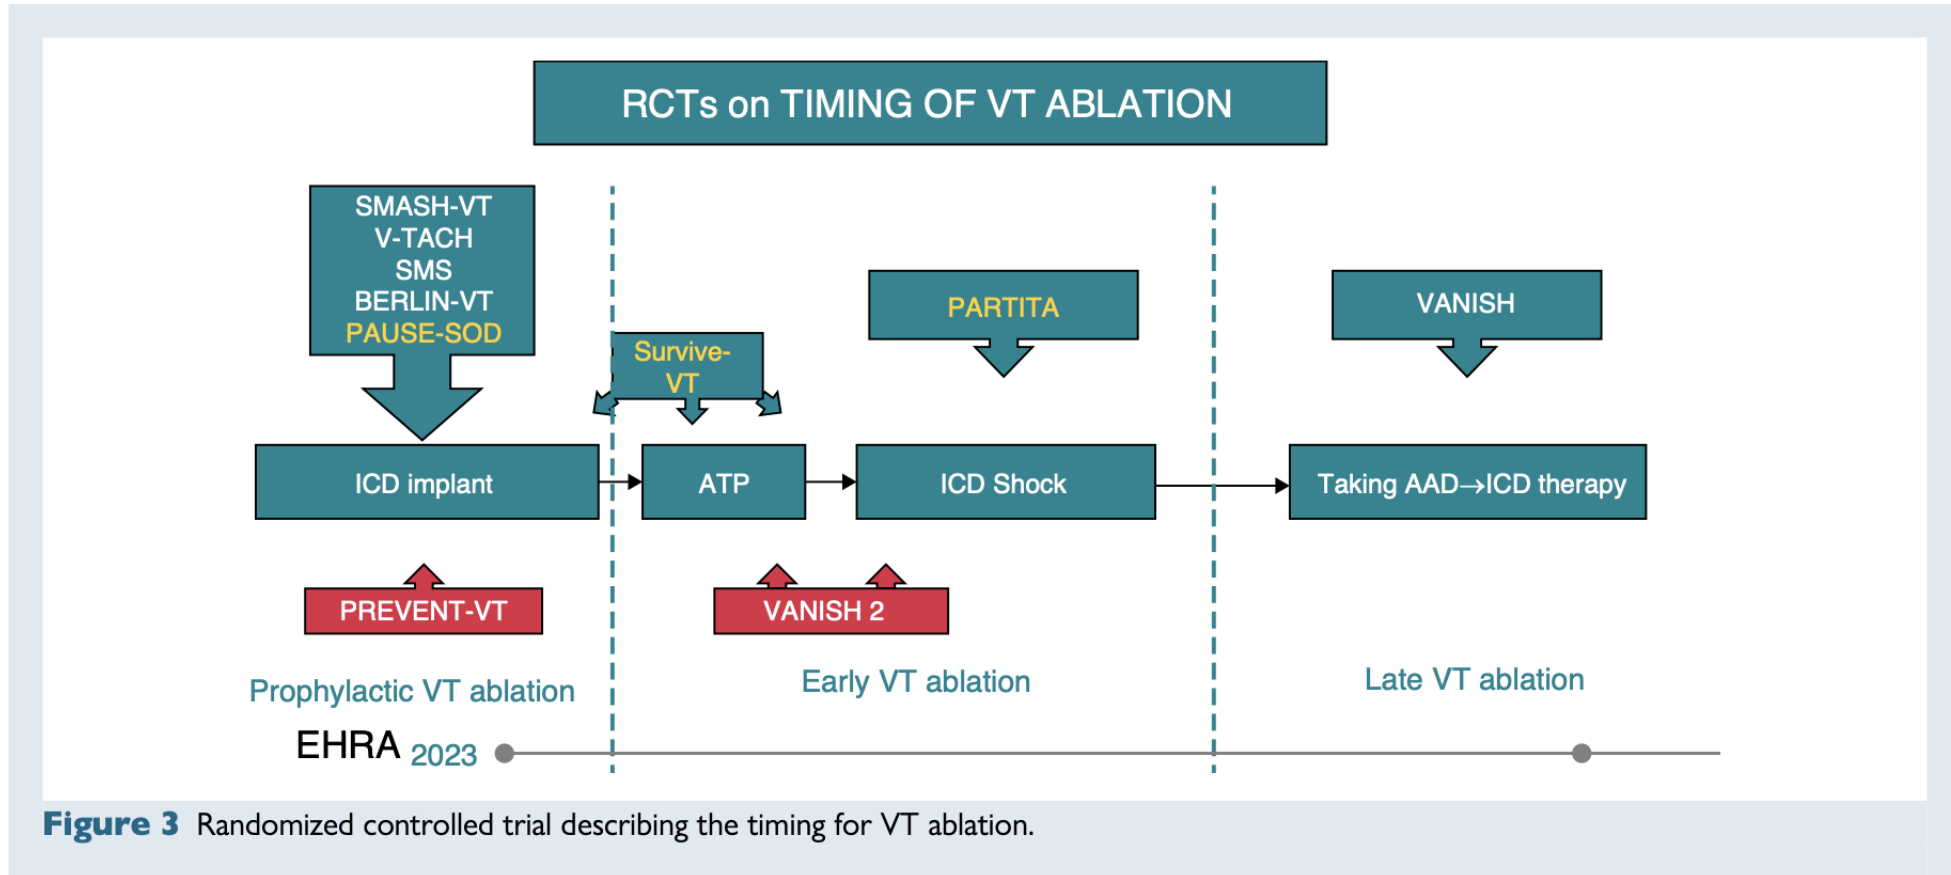 RCTs on TIMING OF VT ABLATION
SMASH-VT
V-TACH
SMS
BERLIN-VT
PAUSE-SOD
Survive-
VT
PARTITA
VANISH
ICD implant
ATP
ICD Shock
Taking AAD→ICD therapy
PREVENT-VT
VANISH 2
Prophylactic VT ablation
Early VT ablation
Late VT ablation
EHRA 2023
Figure 3 Randomized controlled trial describing the timing for VT ablation.